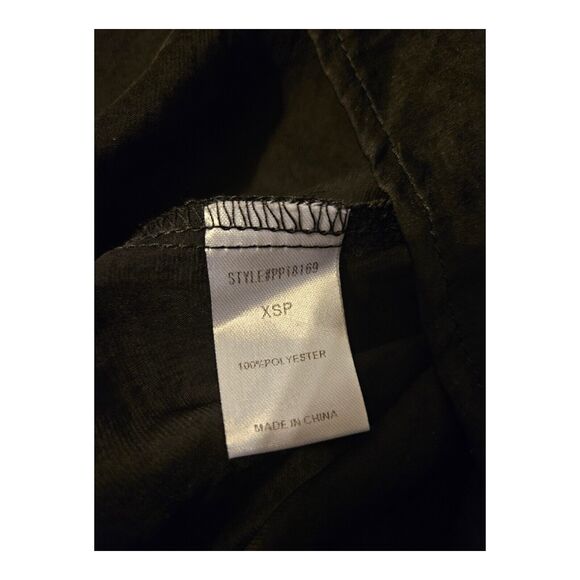 STYLE#PP18169
XSP
100%POLYESTER
MADE IN CHINA